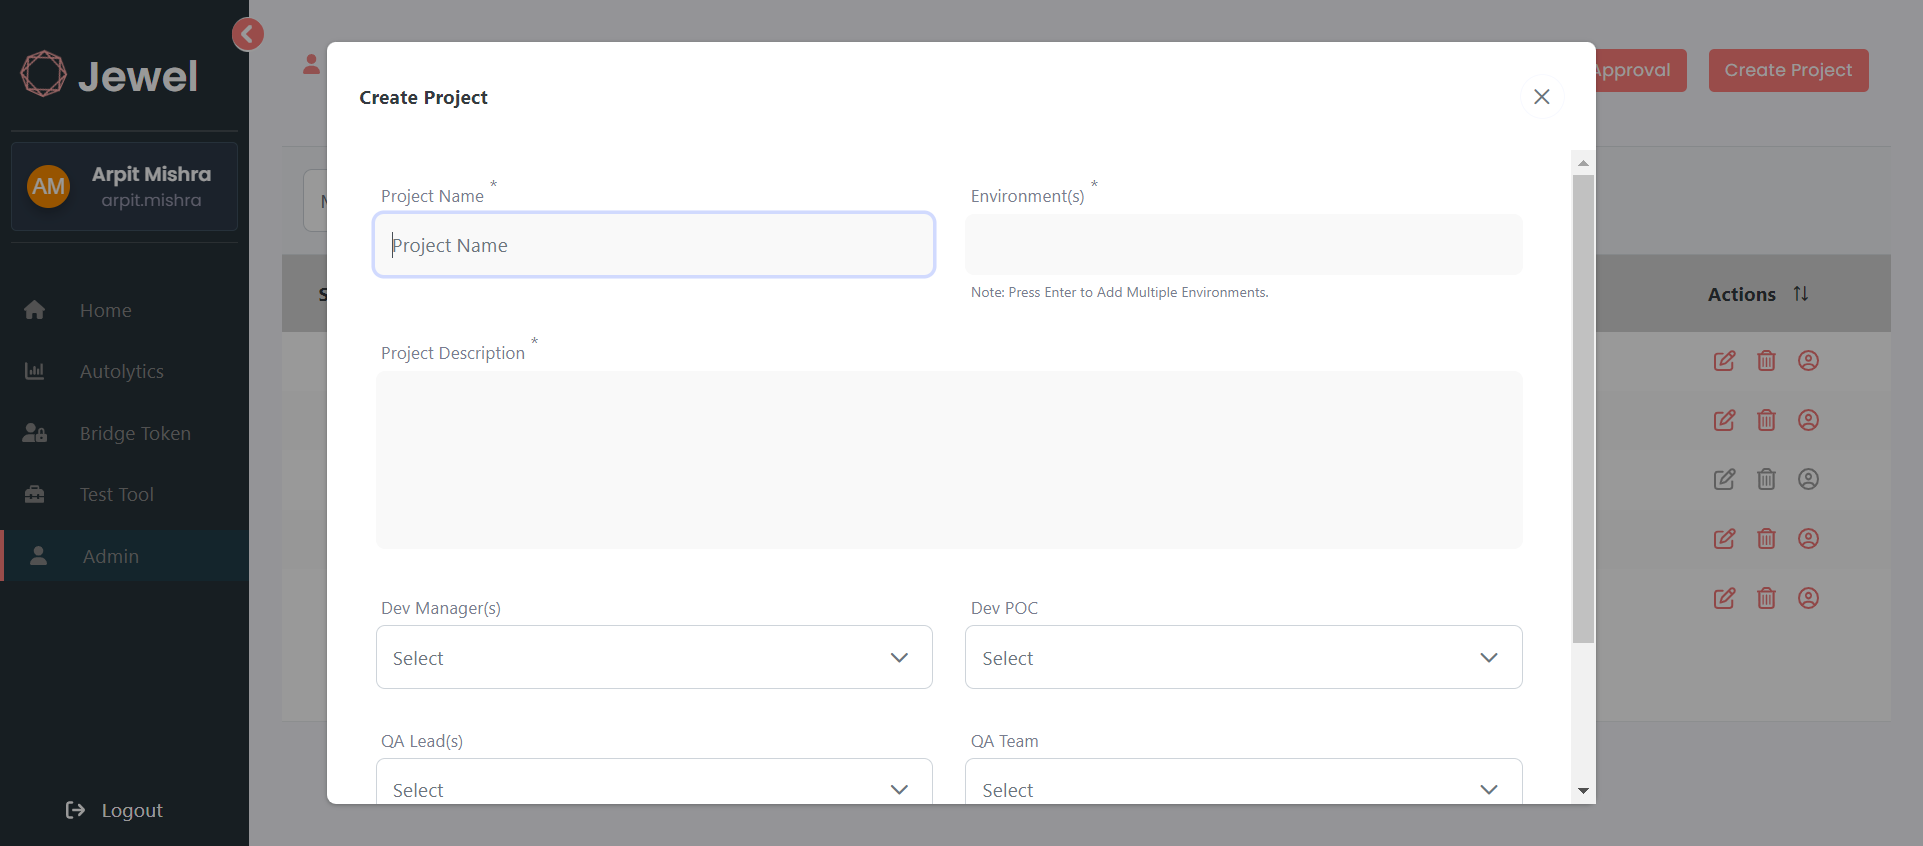 Jewel
AM
Arpit Mishra
arpit.mishra
Home
Autolytics
Bridge Token
Test Tool
Admin
Logout
Approval
Create Project
Create Project
Project Name *
Project Name
Environment(s) *
Note: Press Enter to Add Multiple Environments.
Project Description *
Dev Manager(s)
Select
Dev POC
Select
QA Lead(s)
Select
QA Team
Select
Actions